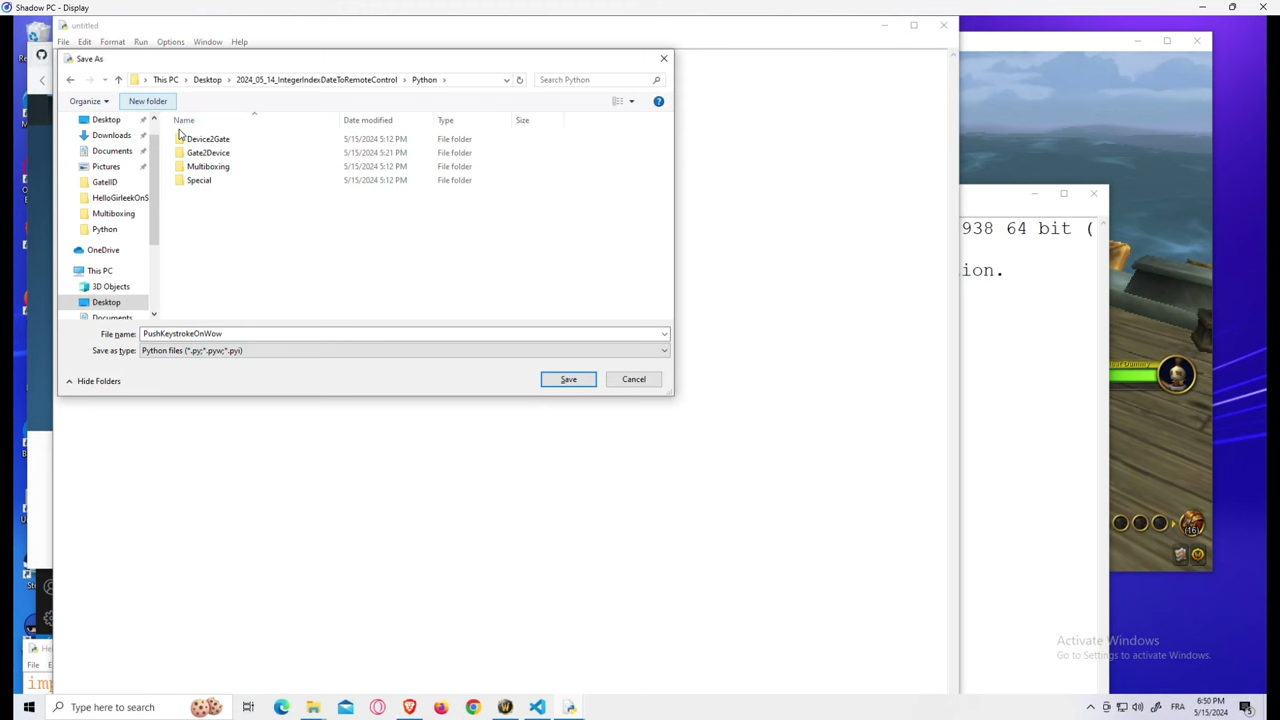 Shadow PC - Display
untitled
File Edit Format Run Options Window Help
Save As
This PC > Desktop > 2024_05_14_IntegerIndexDateToRemoteControl > Python >
Search Python
Organize New folder
Name Date modified Type Size
Desktop
Downloads
Documents
Pictures
GateIID
HelloGirleekOnS
Multiboxing
Python
OneDrive
This PC
3D Objects
Desktop
Documents
Device2Gate 5/15/2024 5:12 PM File folder
Gate2Device 5/15/2024 5:21 PM File folder
Multiboxing 5/15/2024 5:12 PM File folder
Special 5/15/2024 5:12 PM File folder
File name: PushKeystrokeOnWow
Save as type: Python files (*.py;*.pyw;*.pyi)
Hide Folders Save Cancel
938 64 bit (
ion.
(16)
Activate Windows
Go to Settings to activate Windows.
File
imp
Type here to search
FRA
6:50 PM
5/15/2024